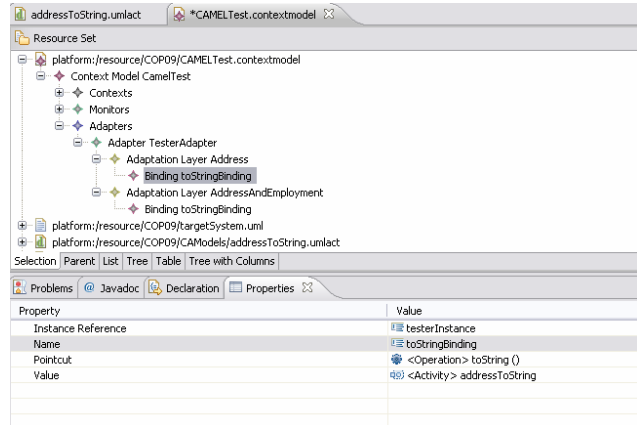 addressToString.umlact
*CAMELTest.contextmodel
Resource Set
platform:/resource/COP09/CAMELTest.contextmodel
Context Model CamelTest
Contexts
Monitors
Adapters
Adapter TesterAdapter
Adaptation Layer Address
Binding toStringBinding
Adaptation Layer AddressAndEmployment
Binding toStringBinding
platform:/resource/COP09/targetSystem.uml
platform:/resource/COP09/CAModels/addressToString.umlact
Selection Parent List Tree Table Tree with Columns
Problems @ Javadoc Declaration Properties
Property Value
Instance Reference testerInstance
Name toStringBinding
Pointcut <Operation> toString ()
Value <Activity> addressToString